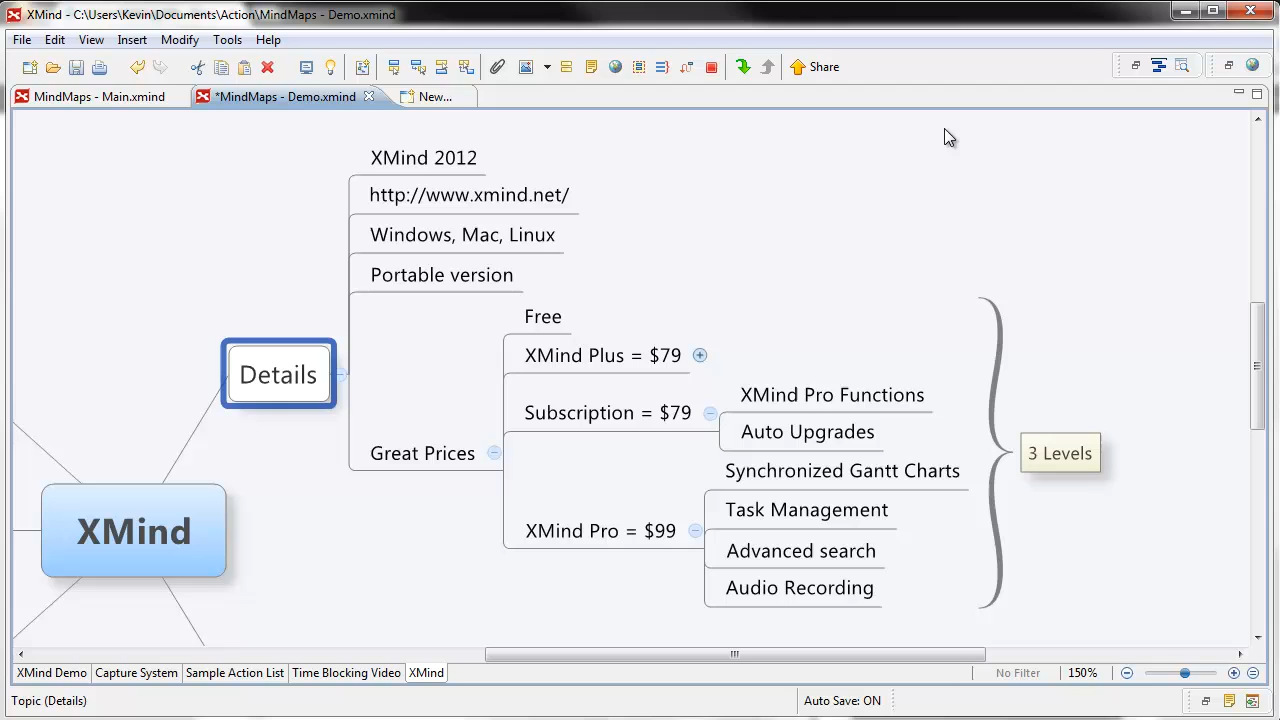 XMind - C:\Users\Kevin\Documents\Action\MindMaps - Demo.xmind
File Edit View Insert Modify Tools Help
Share
MindMaps - Main.xmind *MindMaps - Demo.xmind New...
XMind 2012
http://www.xmind.net/
Windows, Mac, Linux
Portable version
Free
XMind Plus = $79
Details
XMind Pro Functions
Subscription = $79
Auto Upgrades
Great Prices
3 Levels
Synchronized Gantt Charts
Task Management
XMind
XMind Pro = $99
Advanced search
Audio Recording
XMind Demo Capture System Sample Action List Time Blocking Video XMind No Filter 150%
Topic (Details) Auto Save: ON